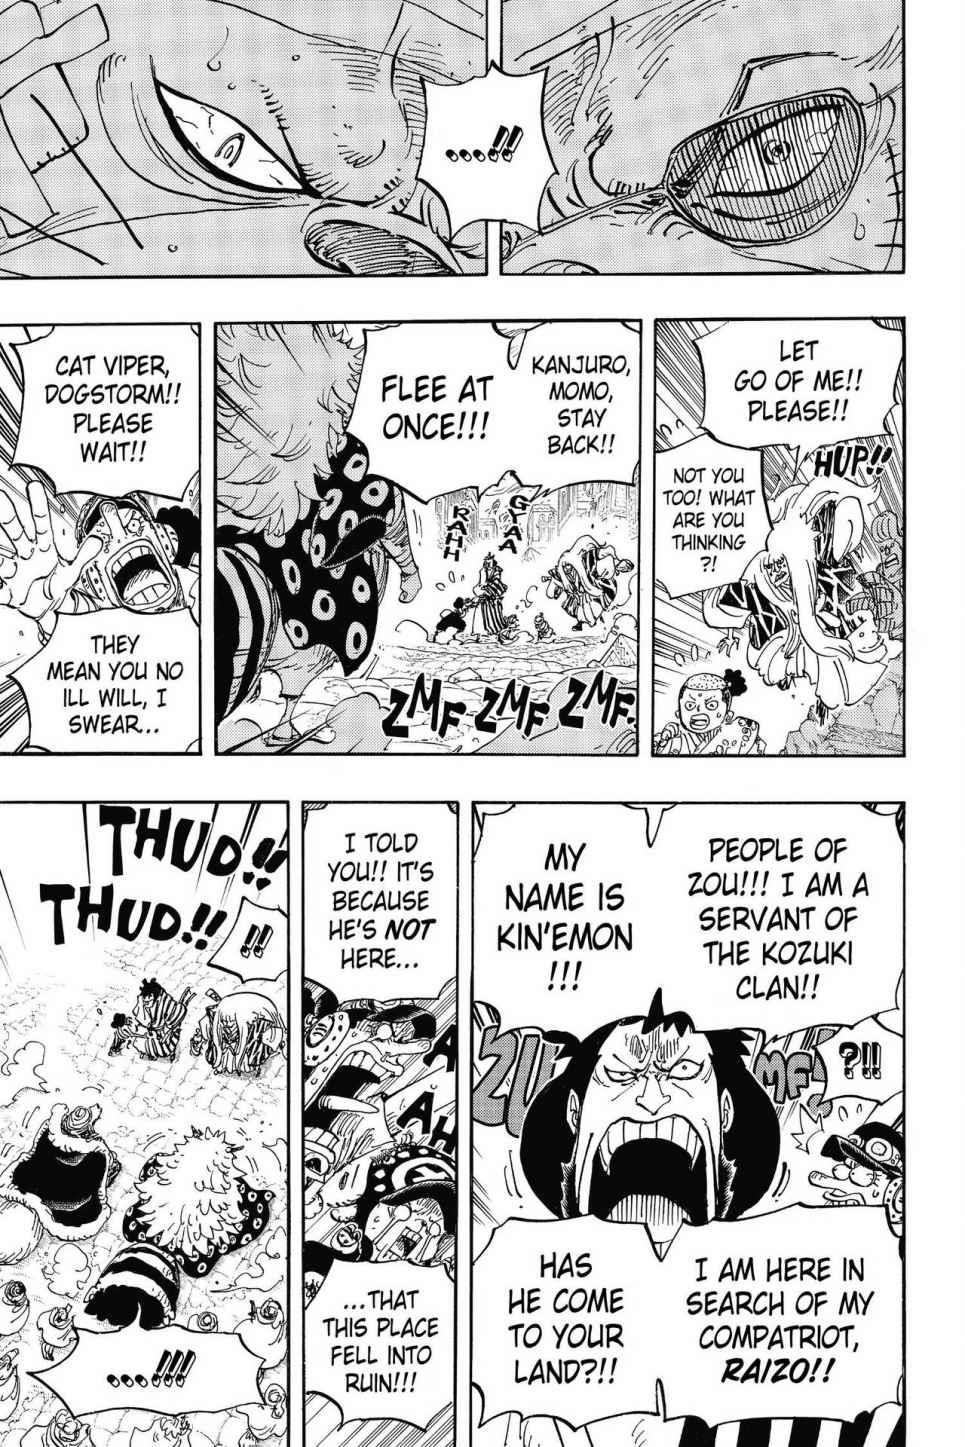 ....!!
LET
GO OF ME!!
PLEASE!!
HUP!!
NOT YOU
TOO! WHAT
ARE YOU
THINKING
?!
KANJURO,
MOMO,
STAY
BACK!!
FLEE AT
ONCE!!!
GYAA
RAHH
ZMF ZMF ZMF
CAT VIPER,
DOGSTORM!!
PLEASE
WAIT!!
THEY
MEAN YOU NO
ILL WILL, I
SWEAR...
PEOPLE OF
ZOU!!! I AM A
SERVANT OF
THE KOZUKI
CLAN!!
MY
NAME IS
KIN'EMON
!!!
?!!
ZMF
I AM HERE IN
SEARCH OF MY
COMPATRIOT,
RAIZO!!
HAS
HE COME
TO YOUR
LAND?!!
I TOLD
YOU!! IT'S
BECAUSE
HE'S NOT
HERE...
...THAT
THIS PLACE
FELL INTO
RUIN!!!
THUD!!
THUD!!
!!
....!!!